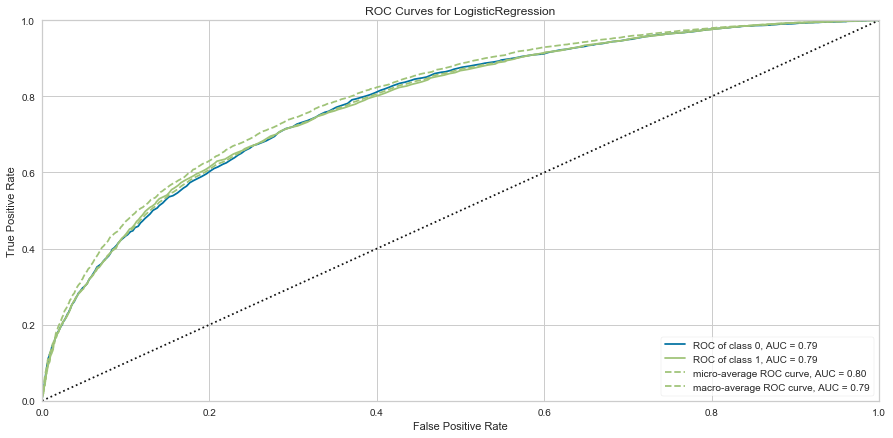 ROC Curves for LogisticRegression
1.0
0.8
0.6
0.4
0.2
0.0
True Positive Rate
ROC of class 0, AUC = 0.79
ROC of class 1, AUC = 0.79
micro-average ROC curve, AUC = 0.80
macro-average ROC curve, AUC = 0.79
0.0 0.2 0.4 0.6 0.8 1.0
False Positive Rate